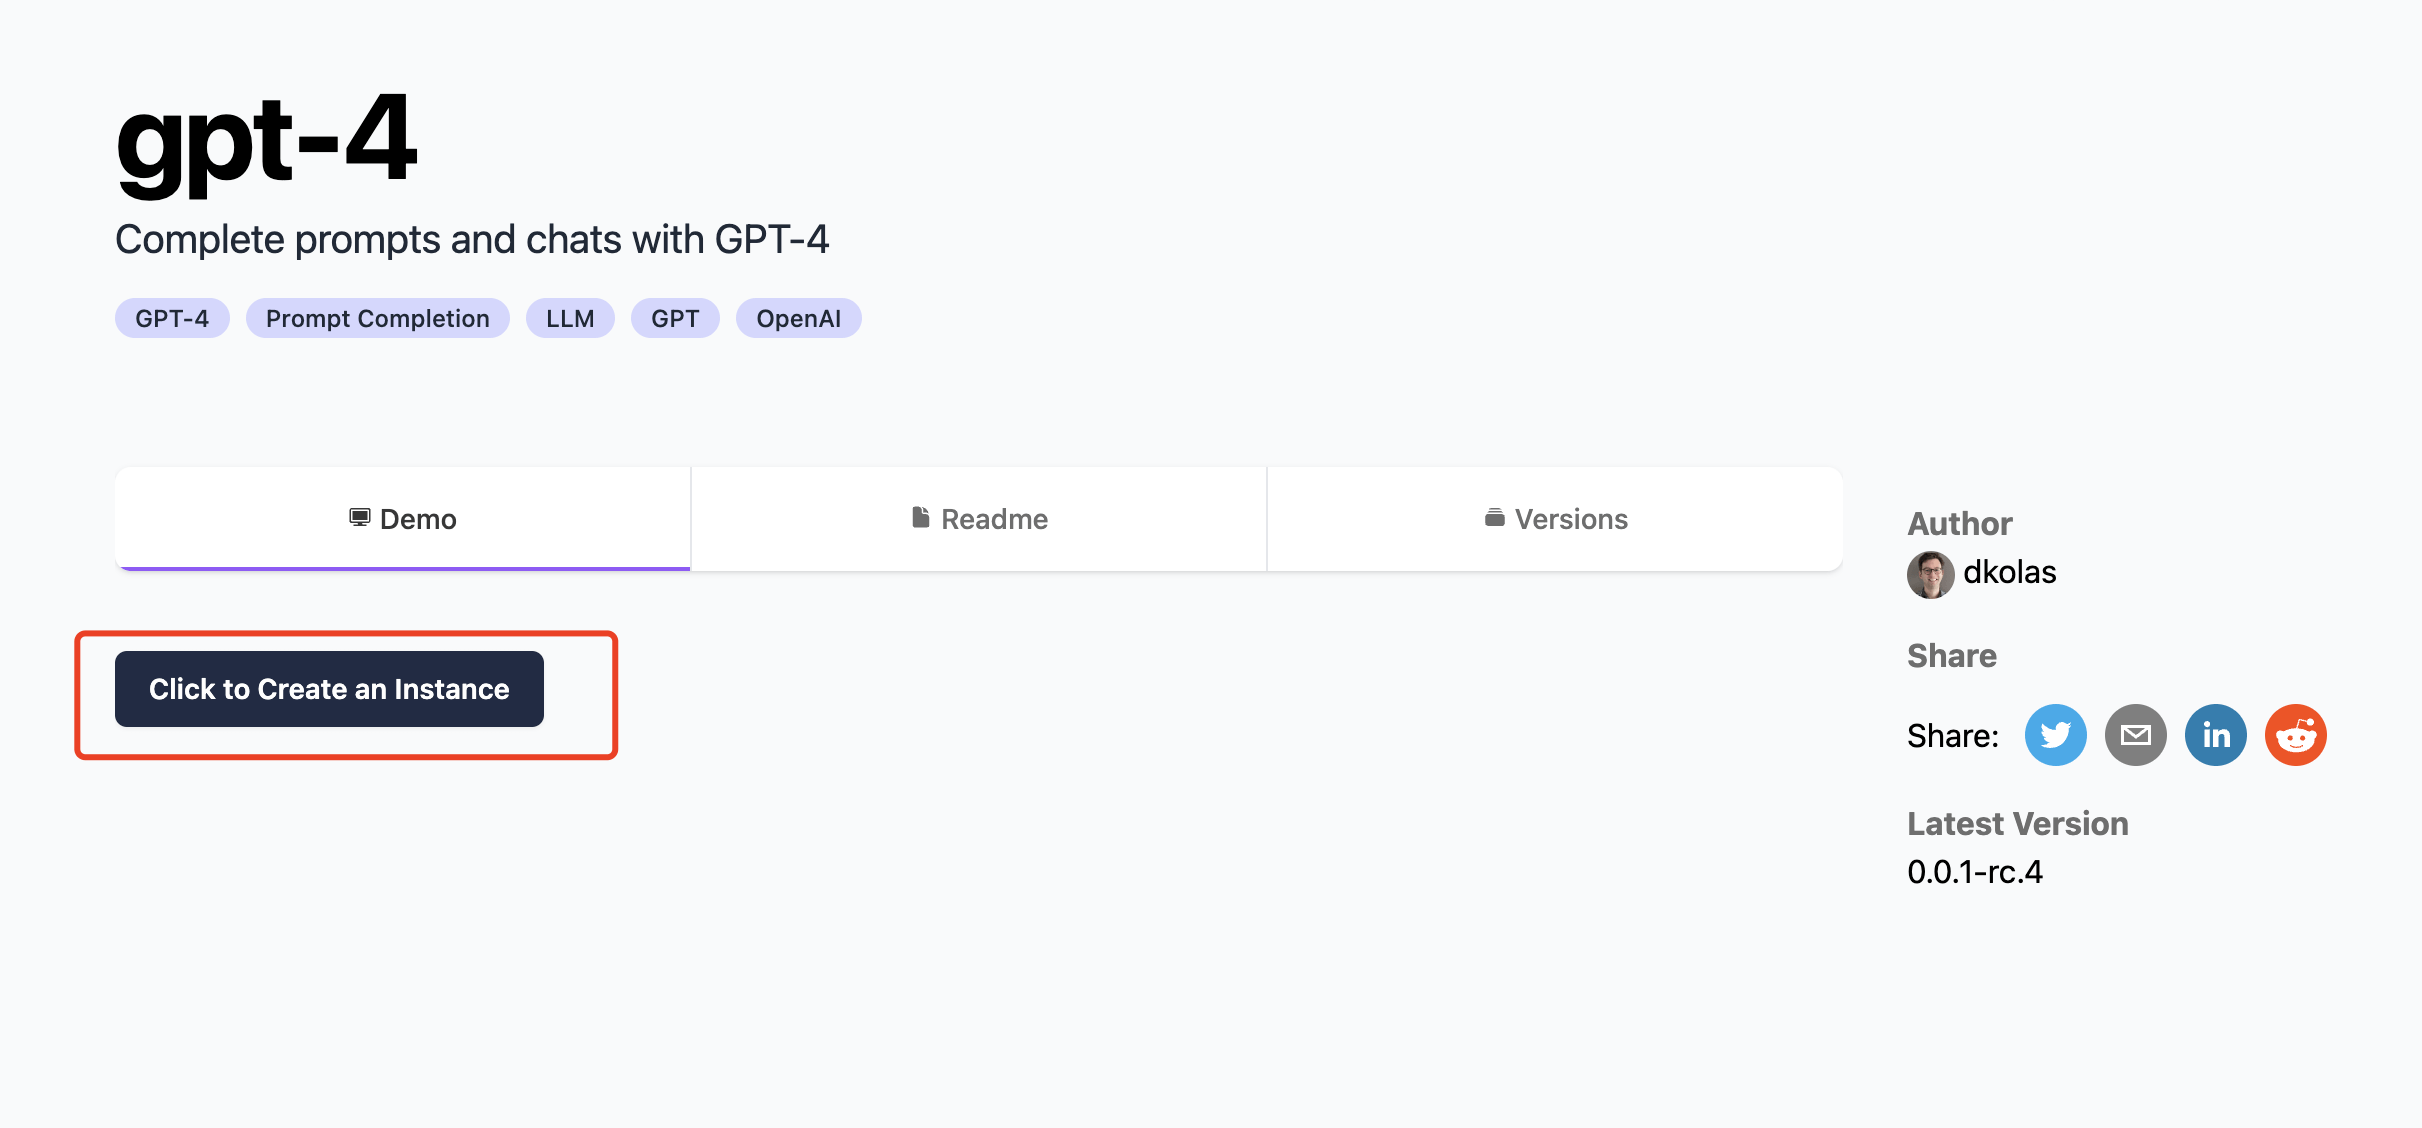 gpt-4
Complete prompts and chats with GPT-4
GPT-4 Prompt Completion LLM GPT OpenAI
Demo Readme Versions
Click to Create an Instance
Author
dkolas
Share
Share:
in
Latest Version
0.0.1-rc.4